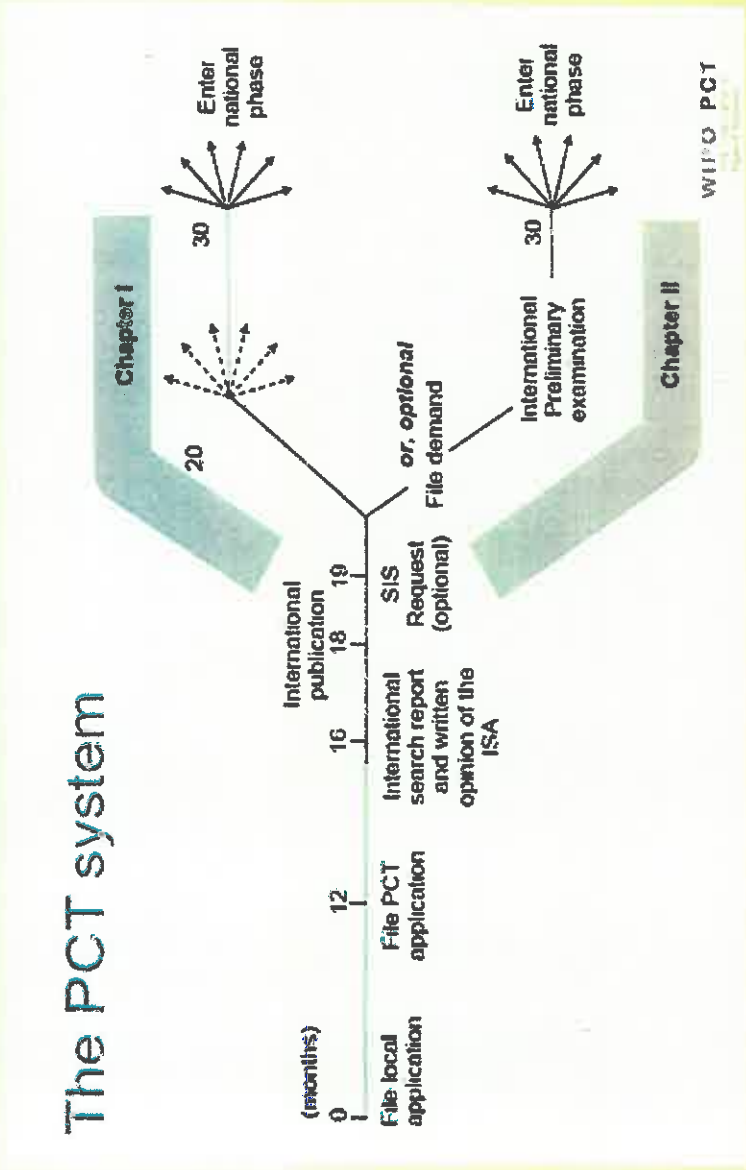 The PCT system
(months)
0
File local
application
12
File PCT
application
16
International
search report
and written
opinion of the
ISA
International
publication
18
19
SIS
Request
(optional)
20
Chapter I
30
Enter
national
phase
or, optional
File demand
International
Preliminary
examination
30
Enter
national
phase
Chapter II
WIPO PCT